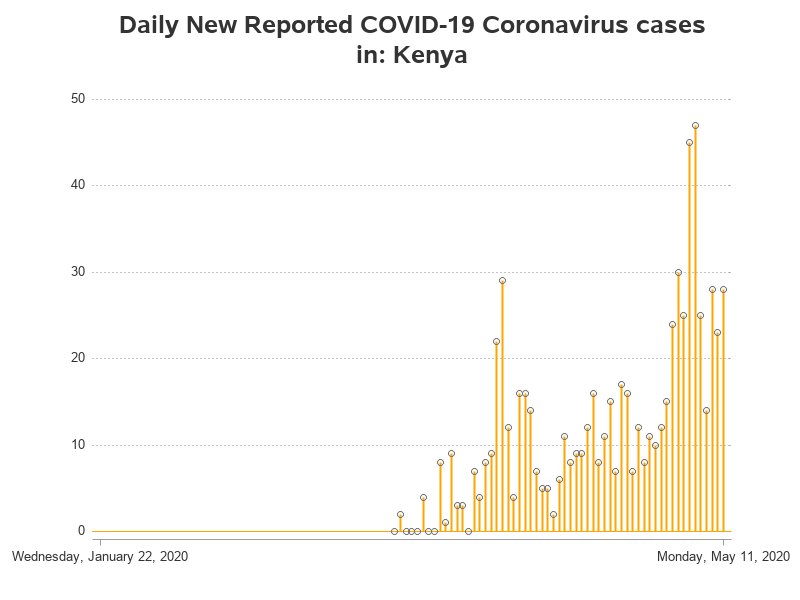 Daily New Reported COVID-19 Coronavirus cases
in: Kenya
50
40
30
20
10
0
Wednesday, January 22, 2020
Monday, May 11, 2020